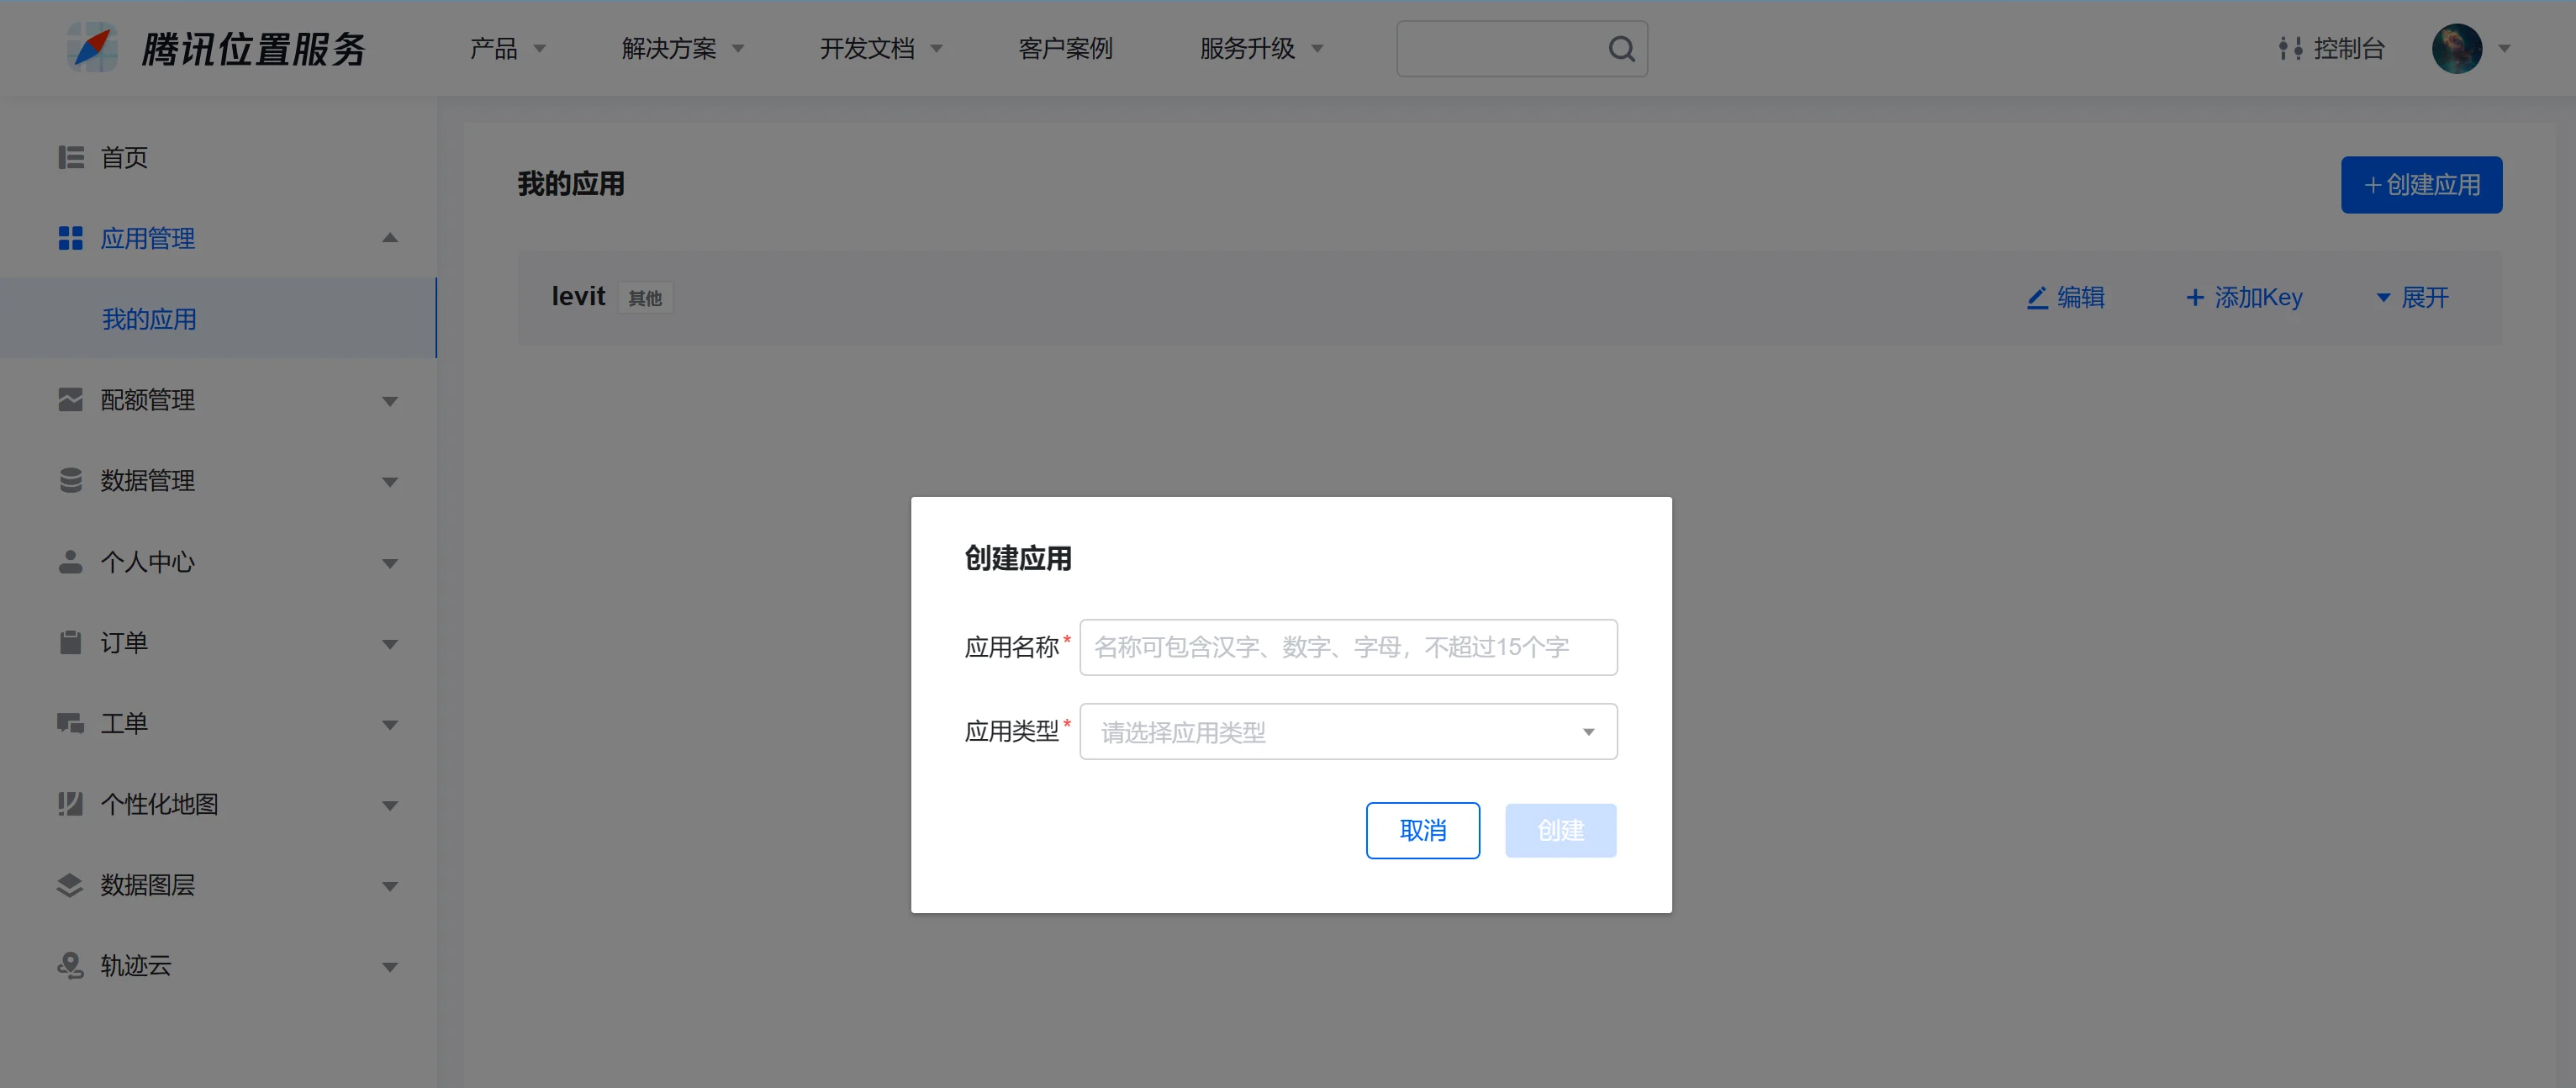 腾讯位置服务 产品 解决方案 开发文档 客户案例 服务升级 控制台
首页
应用管理
我的应用
配额管理
数据管理
个人中心
订单
工单
个性化地图
数据图层
轨迹云
我的应用
+创建应用
levit 其他 编辑 + 添加Key 展开
创建应用
应用名称* 名称可包含汉字、数字、字母，不超过15个字
应用类型* 请选择应用类型
取消 创建